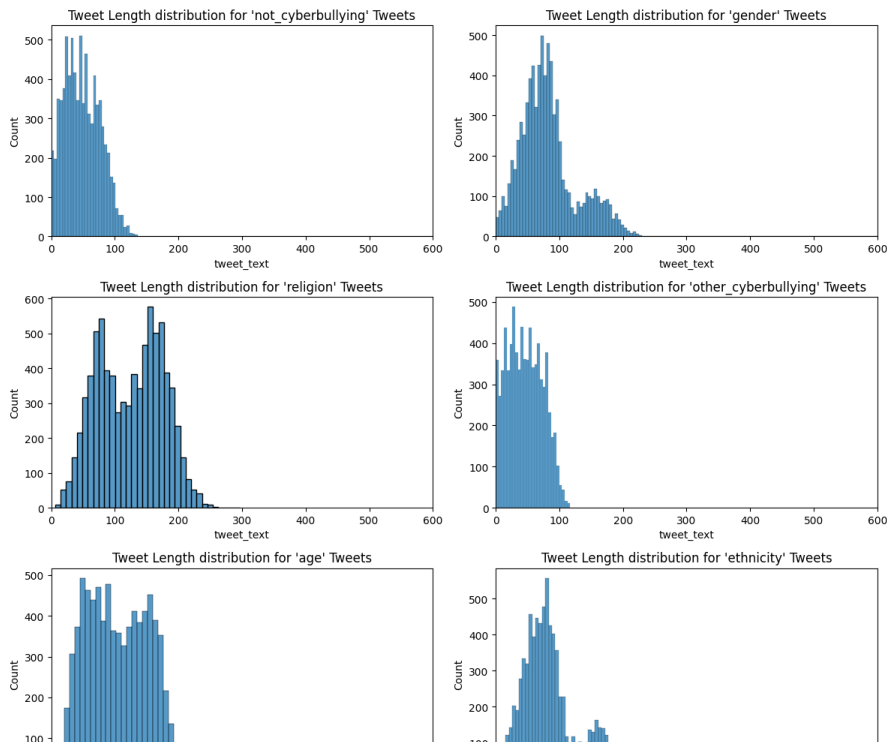 Tweet Length distribution for 'not_cyberbullying' Tweets
500
400
300
200
100
0
Count
0 100 200 300 400 500 600
tweet_text
Tweet Length distribution for 'gender' Tweets
500
400
300
200
100
0
Count
0 100 200 300 400 500 600
tweet_text
Tweet Length distribution for 'religion' Tweets
600
500
400
300
200
100
0
Count
0 100 200 300 400 500 600
tweet_text
Tweet Length distribution for 'other_cyberbullying' Tweets
500
400
300
200
100
0
Count
0 100 200 300 400 500 600
tweet_text
Tweet Length distribution for 'age' Tweets
500
400
300
200
100
Count
Tweet Length distribution for 'ethnicity' Tweets
500
400
300
200
100
Count